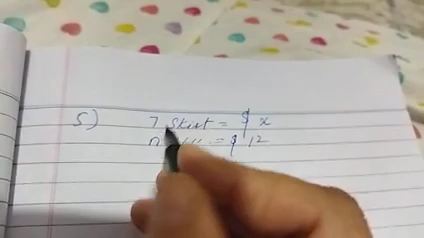 5) 7 Skirt = $ x
n " = $ 12